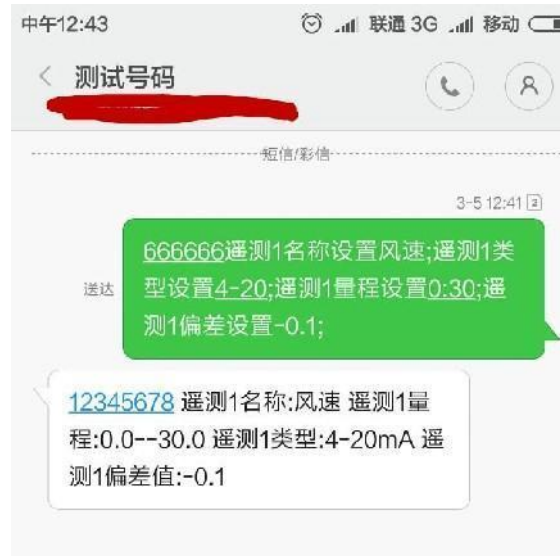 中午12:43 联通 3G 移动
测试号码
短信/彩信
3-5 12:41 2
666666遥测1名称设置风速;遥测1类
送达 型设置4-20;遥测1量程设置0:30;遥
测1偏差设置-0.1;
12345678 遥测1名称:风速 遥测1量
程:0.0--30.0 遥测1类型:4-20mA 遥
测1偏差值:-0.1